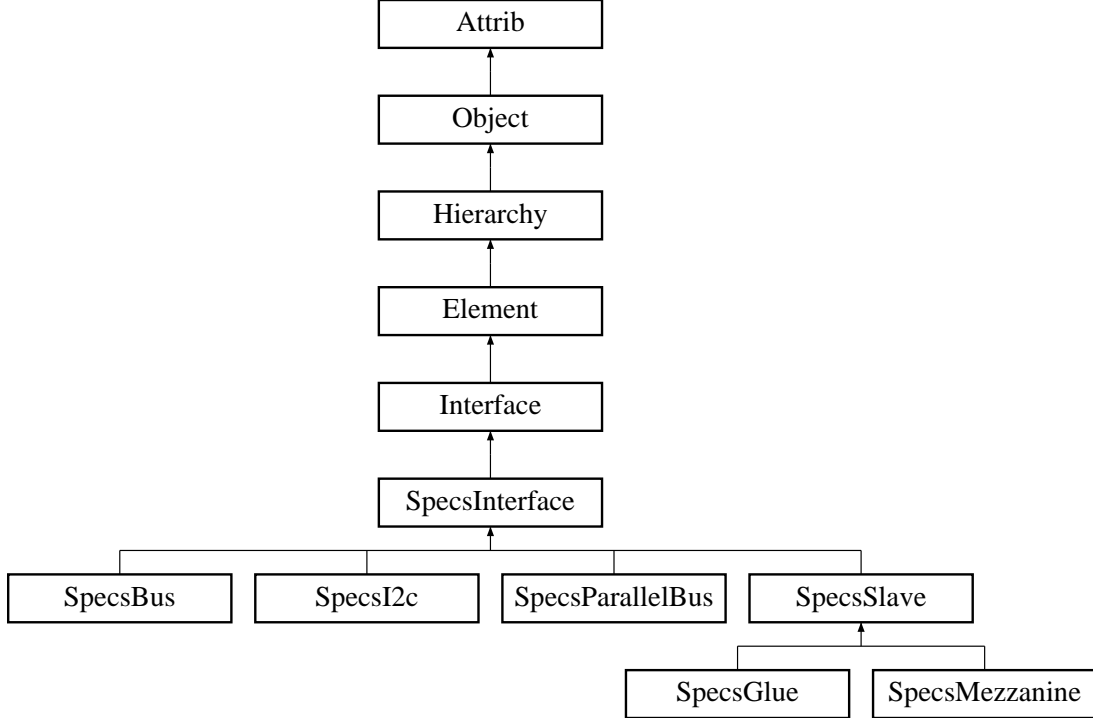 Attrib
Object
Hierarchy
Element
Interface
SpecsInterface
SpecsBus SpecsI2c SpecsParallelBus SpecsSlave
SpecsGlue SpecsMezzanine